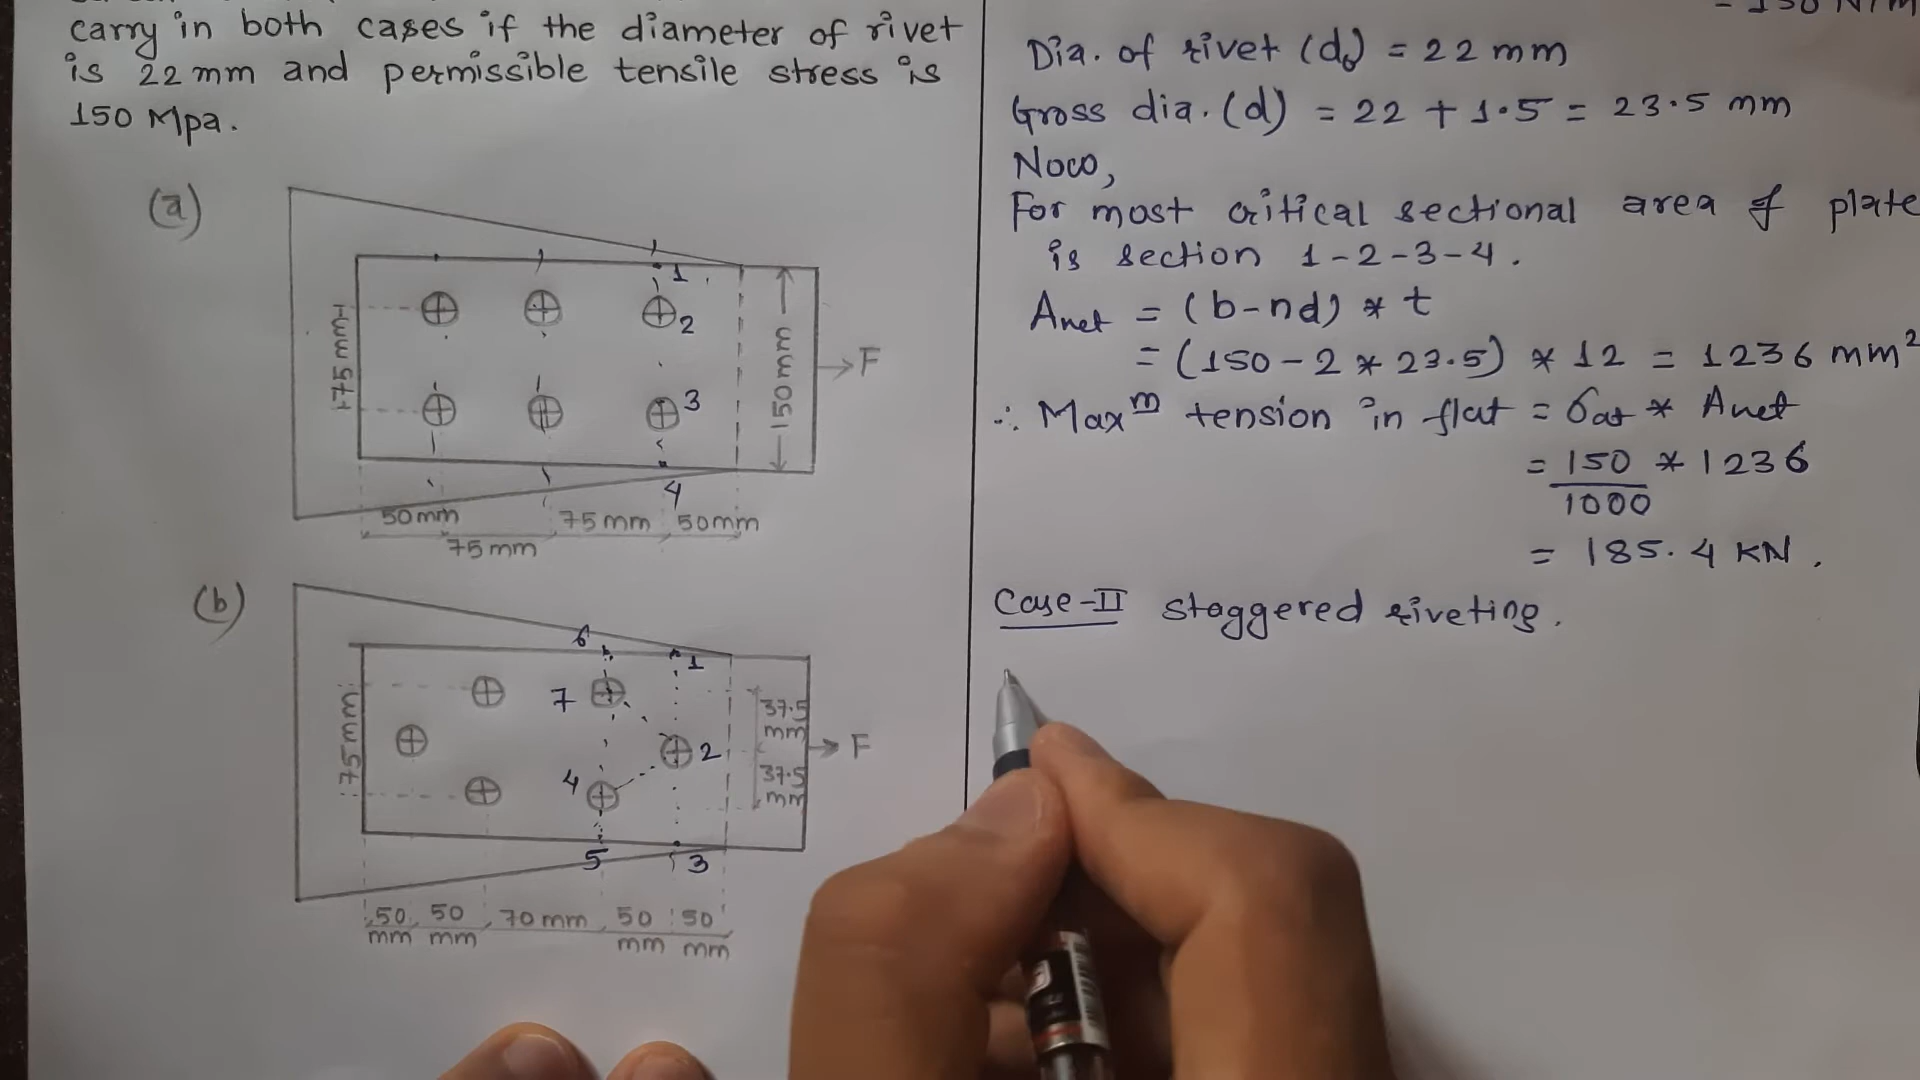 carry in both cases if the diameter of rivet
is 22 mm and permissible tensile stress is
150 Mpa.
(a)
1
2
75 mm
150 mm
F
3
4
50 mm
75 mm
50 mm
75 mm
(b)
6
1
7
37.5
mm
75 mm
2
F
4
37.5
mm
5
3
50
50
70 mm
50
50
mm
mm
mm
mm
Dia. of rivet (do) = 22 mm
Gross dia. (d) = 22 + 1.5 = 23.5 mm
Now,
For most critical sectional area of plate
is section 1-2-3-4.
Anet = (b-nd) * t
= (150 - 2 * 23.5) * 12 = 1236 mm²
∴ Maxᵐ tension in flat = σat * Anet
= 150 * 1236
1000
= 185.4 KN.
Case-II staggered riveting.